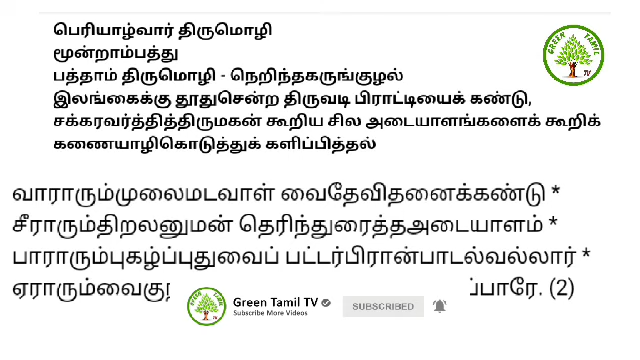 பெரியாழ்வார் திருமொழி
மூன்றாம்பத்து
பத்தாம் திருமொழி - நெறிந்தகருங்குழல்
இலங்கைக்கு தூதுசென்ற திருவடி பிராட்டியைக் கண்டு,
சக்கரவர்த்தித்திருமகன் கூறிய சில அடையாளங்களைக் கூறிக்
கணையாழிகொடுத்துக் களிப்பித்தல்
GREEN TAMIL TV
வாராரும்முலைமடவாள் வைதேவிதனைக்கண்டு *
சீராரும்திறலனுமன் தெரிந்துரைத்தஅடையாளம் *
பாராரும்புகழ்ப்புதுவைப் பட்டர்பிரான்பாடல்வல்லார் *
ஏராரும்வைகு ப்பாரே. (2)
Green Tamil TV
Subscribe More Videos
SUBSCRIBED